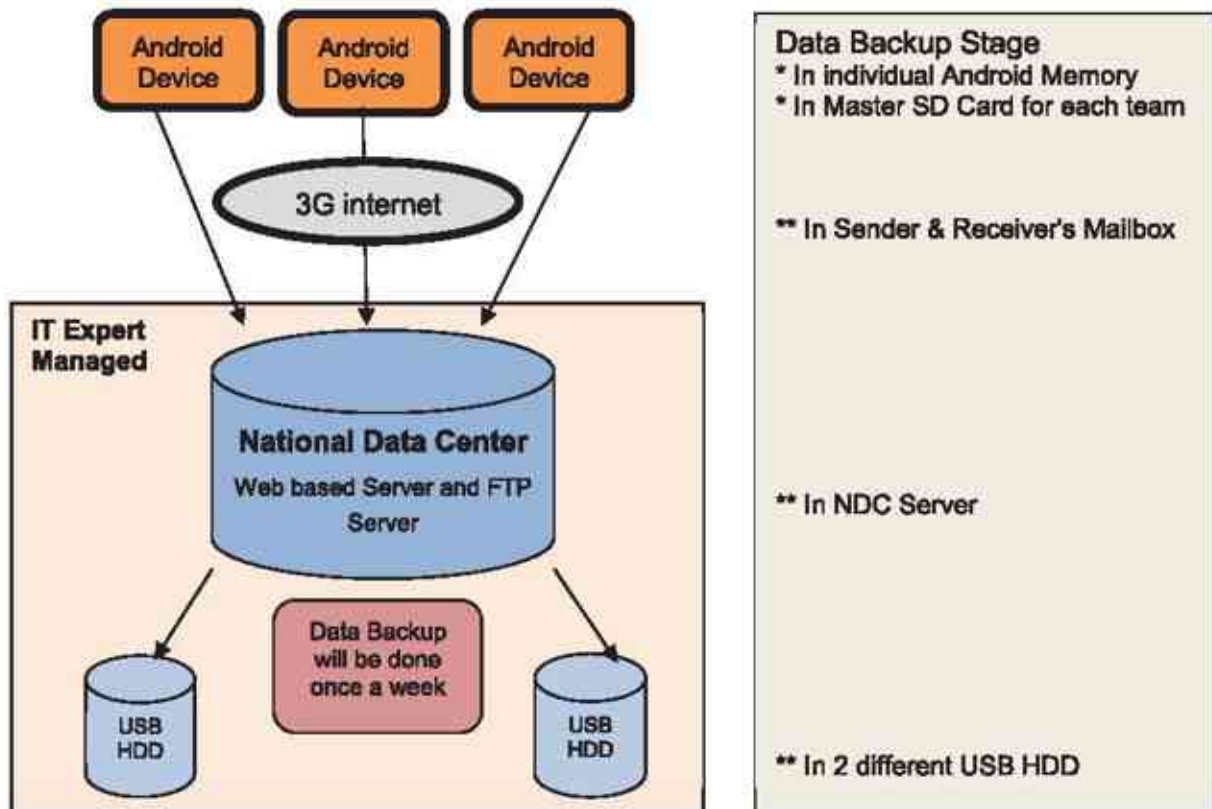 Android
Device
Android
Device
Android
Device
3G internet
IT Expert
Managed
National Data Center
Web based Server and FTP
Server
Data Backup
will be done
once a week
USB
HDD
USB
HDD
Data Backup Stage
* In individual Android Memory
* In Master SD Card for each team
** In Sender & Receiver's Mailbox
** In NDC Server
** In 2 different USB HDD